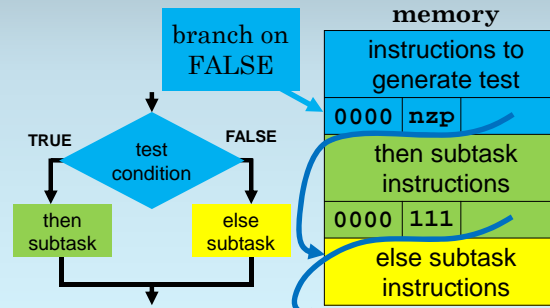 branch on
FALSE
TRUE
FALSE
test
condition
then
subtask
else
subtask
memory
instructions to
generate test
0000 nzp
then subtask
instructions
0000 111
else subtask
instructions